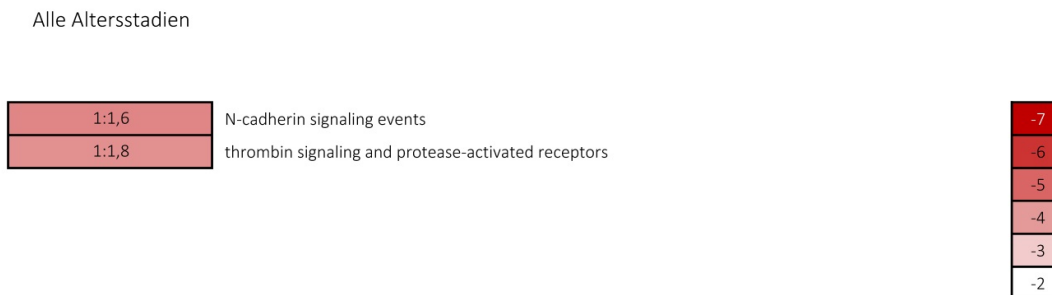 Alle Altersstadien
1:1,6 N-cadherin signaling events
1:1,8 thrombin signaling and protease-activated receptors
-7
-6
-5
-4
-3
-2